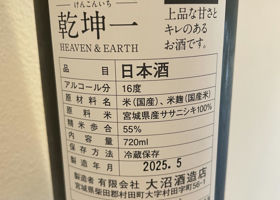 けんこんいち
乾坤一
HEAVEN & EARTH
上品な甘さと
キレのある
お酒です。
品目 日本酒
アルコール分 16度
原材料名 米(国産)、米麹(国産米)
原料米 宮城県産ササニシキ100%
精米歩合 55%
内容量 720ml
保存方法 冷蔵保存
製造年月 2025.5
製造者 有限会社 大沼酒造店
宮城県柴田郡村田町大字村田字町56-1